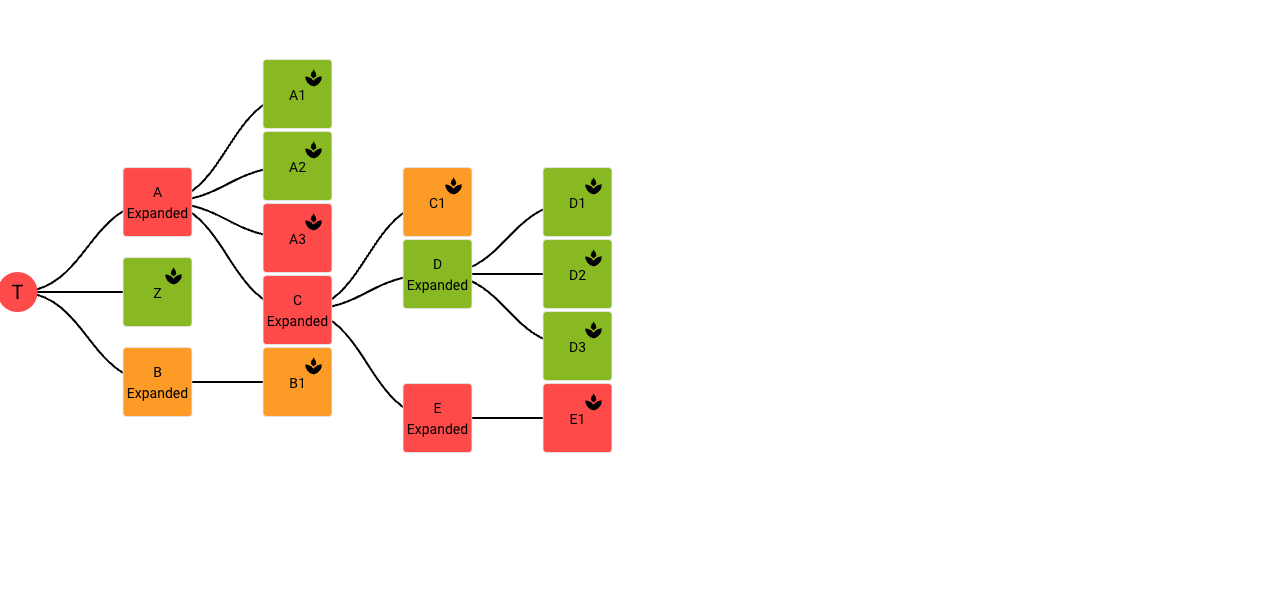 T
A
Expanded
Z
B
Expanded
A1
A2
A3
C
Expanded
B1
C1
D
Expanded
E
Expanded
D1
D2
D3
E1